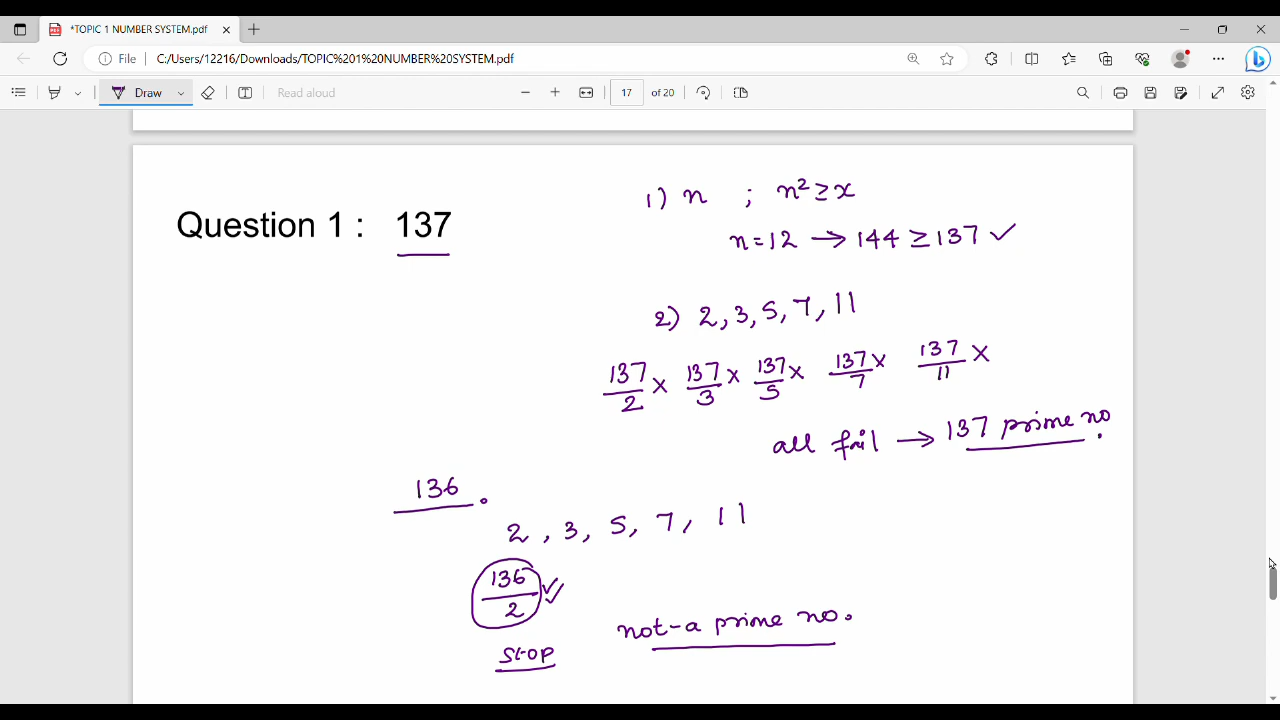 *TOPIC 1 NUMBER SYSTEM.pdf
File C:/Users/12216/Downloads/TOPIC%201%20NUMBER%20SYSTEM.pdf
Draw Read aloud 17 of 20
1) n ; n² ≥ x
Question 1 : 137
n = 12 → 144 ≥ 137 ✓
2) 2, 3, 5, 7, 11
137/2 × 137/3 × 137/5 × 137/7 × 137/11 ×
all fail → 137 prime no.
136.
2, 3, 5, 7, 11
136/2 ✓✓
not-a prime no.
stop